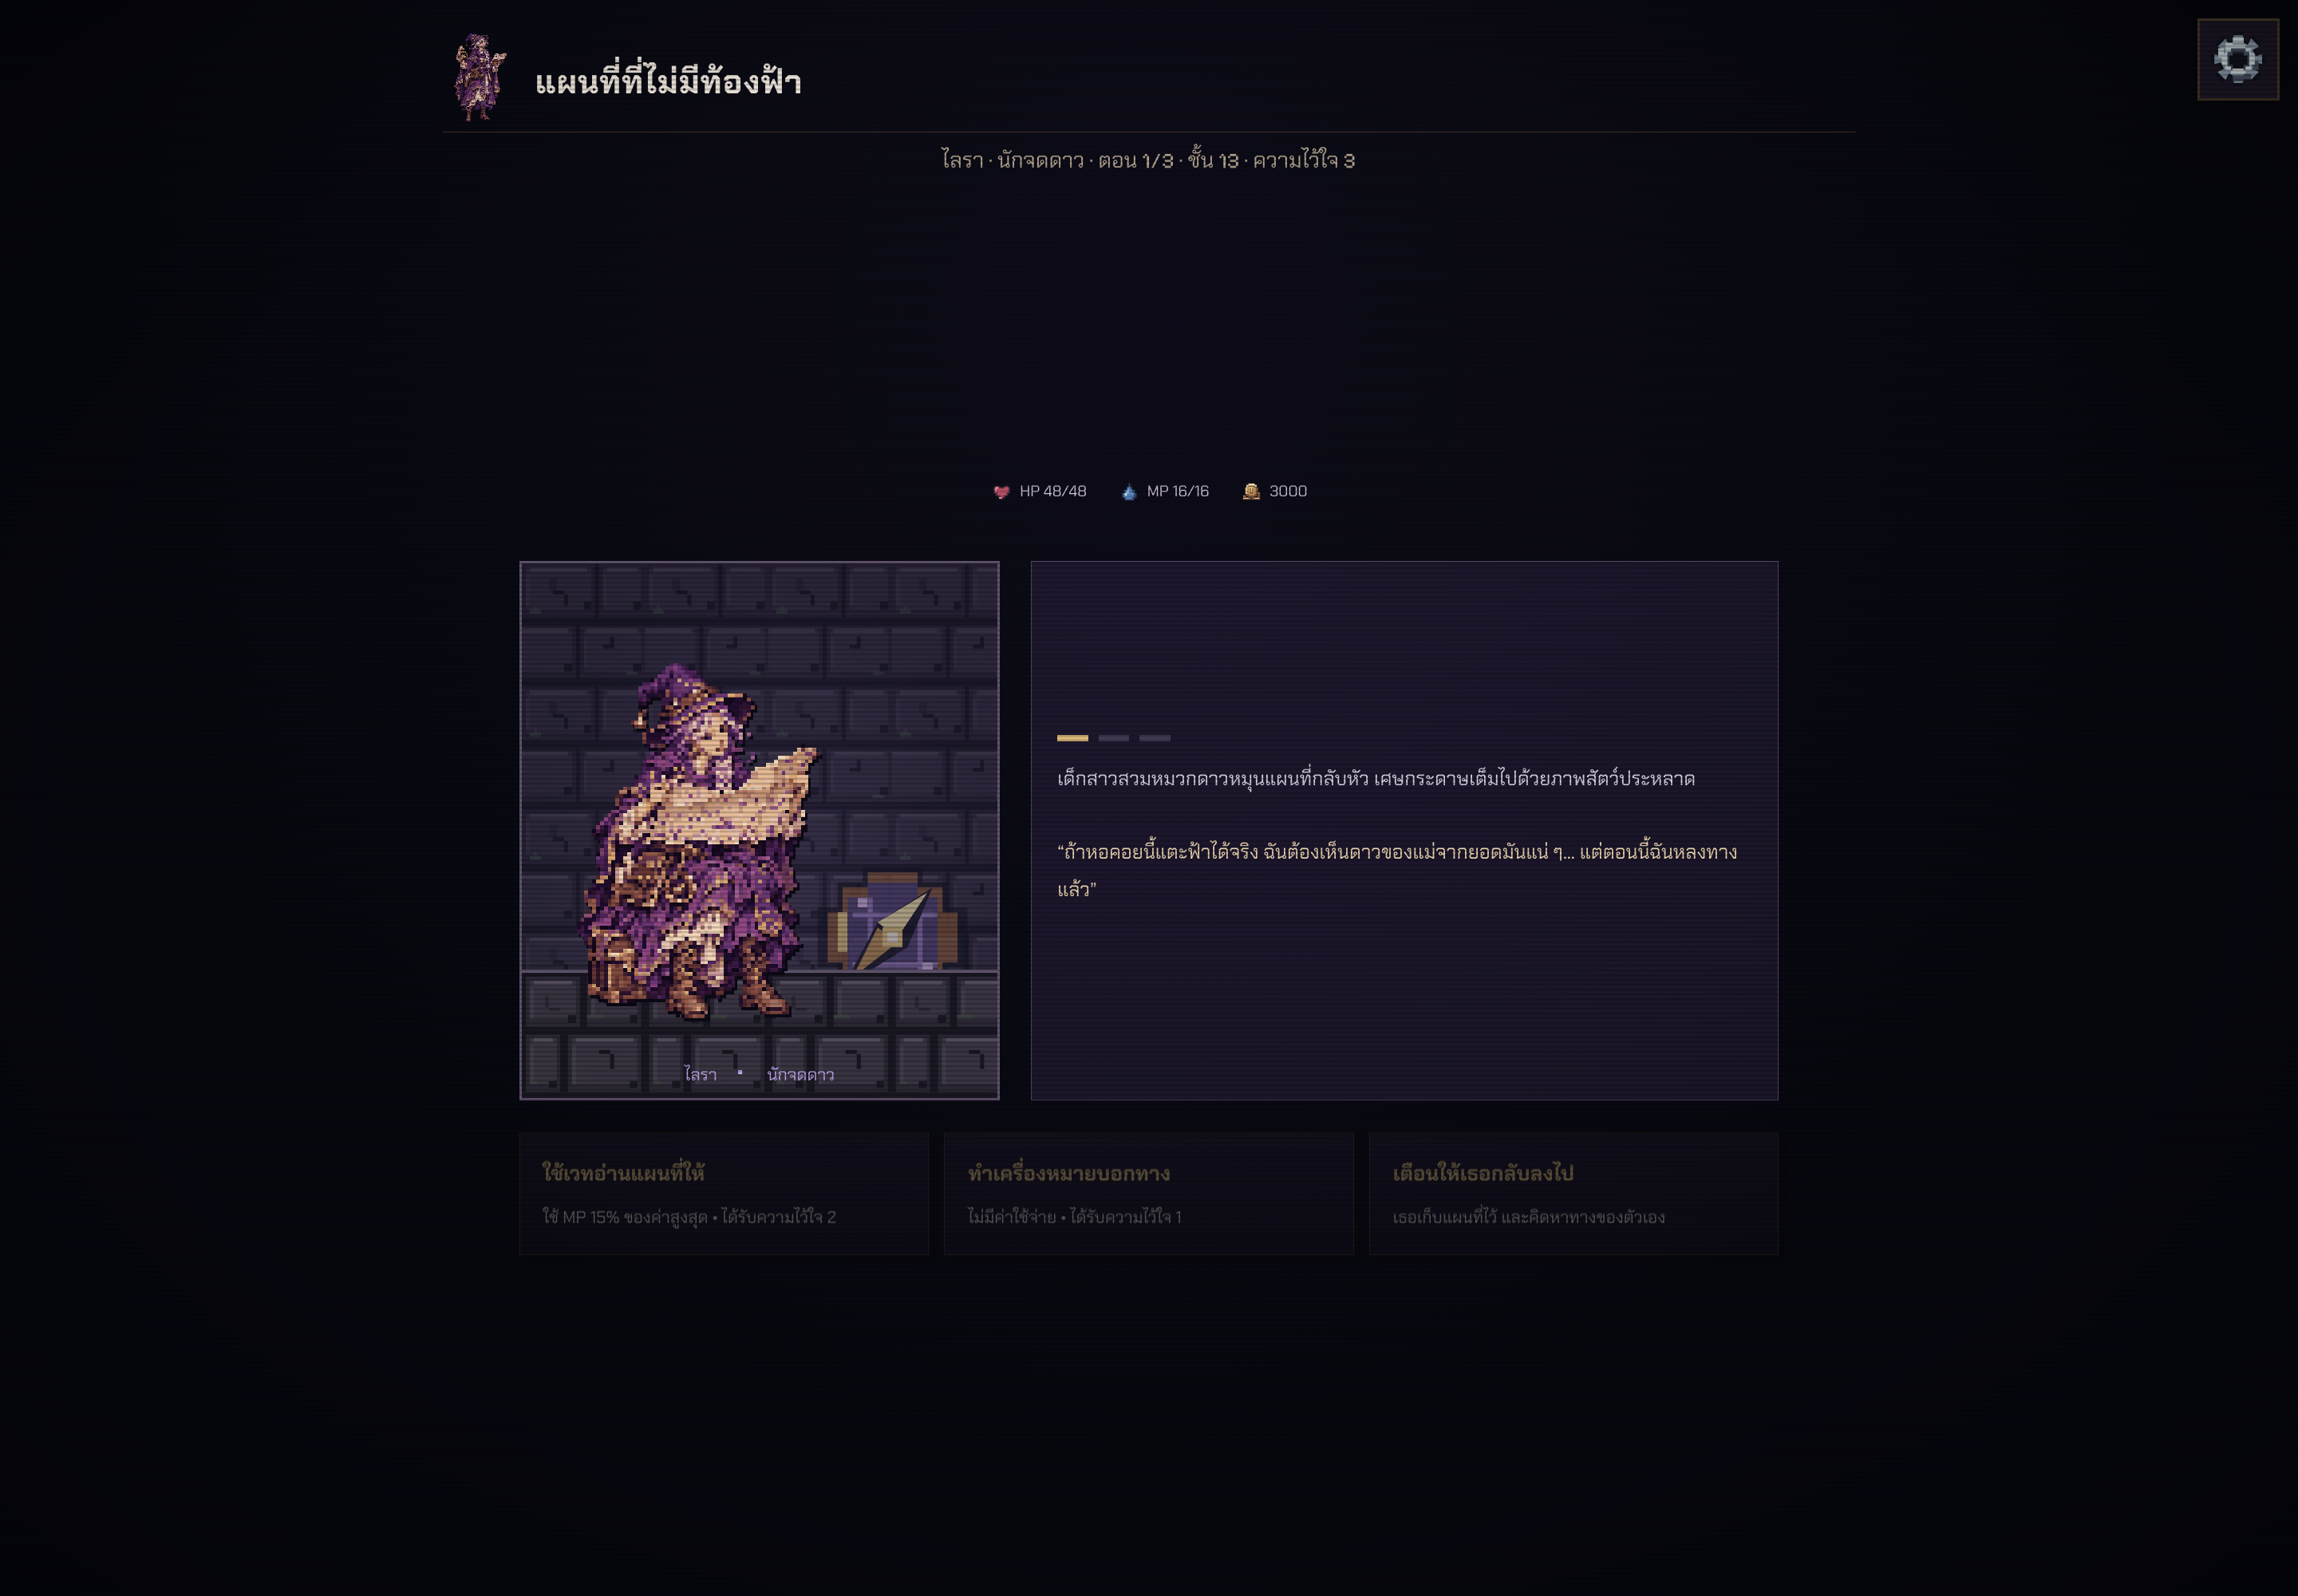 แผนที่ที่ไม่มีท้องฟ้า
ไลรา · นักจดดาว · ตอน 1/3 · ชั้น 13 · ความไว้ใจ 3
HP 48/48 MP 16/16 3000
เด็กสาวสวมหมวกดาวหมุนแผนที่กลับหัว เศษกระดาษเต็มไปด้วยภาพสัตว์ประหลาด
“ถ้าหอคอยนี้แตะฟ้าได้จริง ฉันต้องเห็นดาวของแม่จากยอดมันแน่ ๆ... แต่ตอนนี้ฉันหลงทาง
แล้ว”
ไลรา · นักจดดาว
ใช้เวทอ่านแผนที่ให้
ใช้ MP 15% ของค่าสูงสุด • ได้รับความไว้ใจ 2
ทำเครื่องหมายบอกทาง
ไม่มีค่าใช้จ่าย • ได้รับความไว้ใจ 1
เตือนให้เธอกลับลงไป
เธอเก็บแผนที่ไว้ และคิดหาทางของตัวเอง